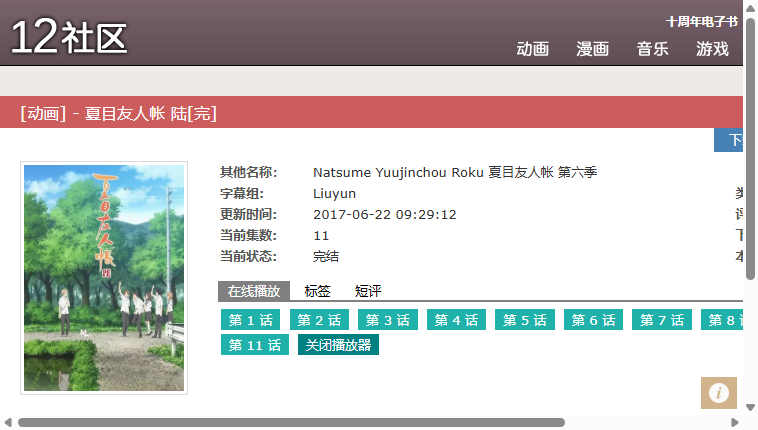 十周年电子书
12社区
动画 漫画 音乐 游戏
[动画] - 夏目友人帐 陆[完]
其他名称: Natsume Yuujinchou Roku 夏目友人帐 第六季
字幕组: Liuyun
更新时间: 2017-06-22 09:29:12
当前集数: 11
当前状态: 完结
夏目友人帳
在线播放 标签 短评
第 1 话 第 2 话 第 3 话 第 4 话 第 5 话 第 6 话 第 7 话 第 8
第 11 话 关闭播放器